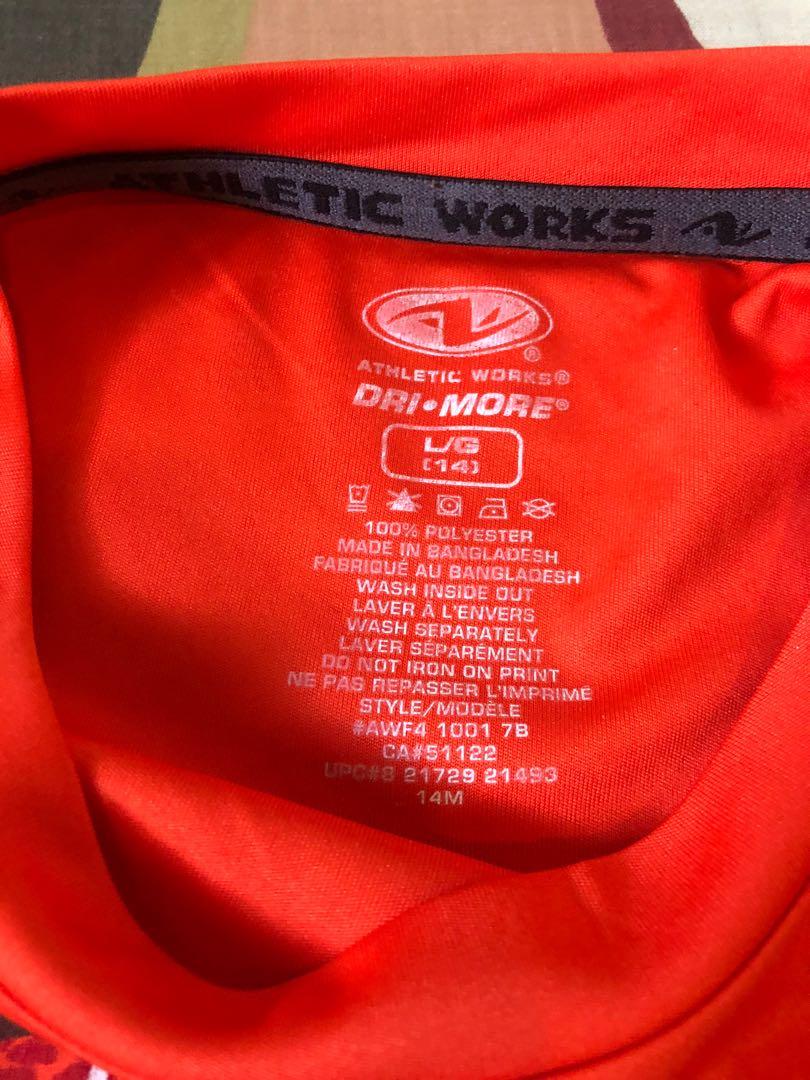 ATHLETIC WORKS
ATHLETIC WORKS®
DRI•MORE®
L/G
(14)
100% POLYESTER
MADE IN BANGLADESH
FABRIQUÉ AU BANGLADESH
WASH INSIDE OUT
LAVER À L'ENVERS
WASH SEPARATELY
LAVER SÉPARÉMENT
DO NOT IRON ON PRINT
NE PAS REPASSER L'IMPRIMÉ
STYLE/MODÈLE
#AWF4 1001 7B
CA#51122
UPC#8 21729 21493
14M